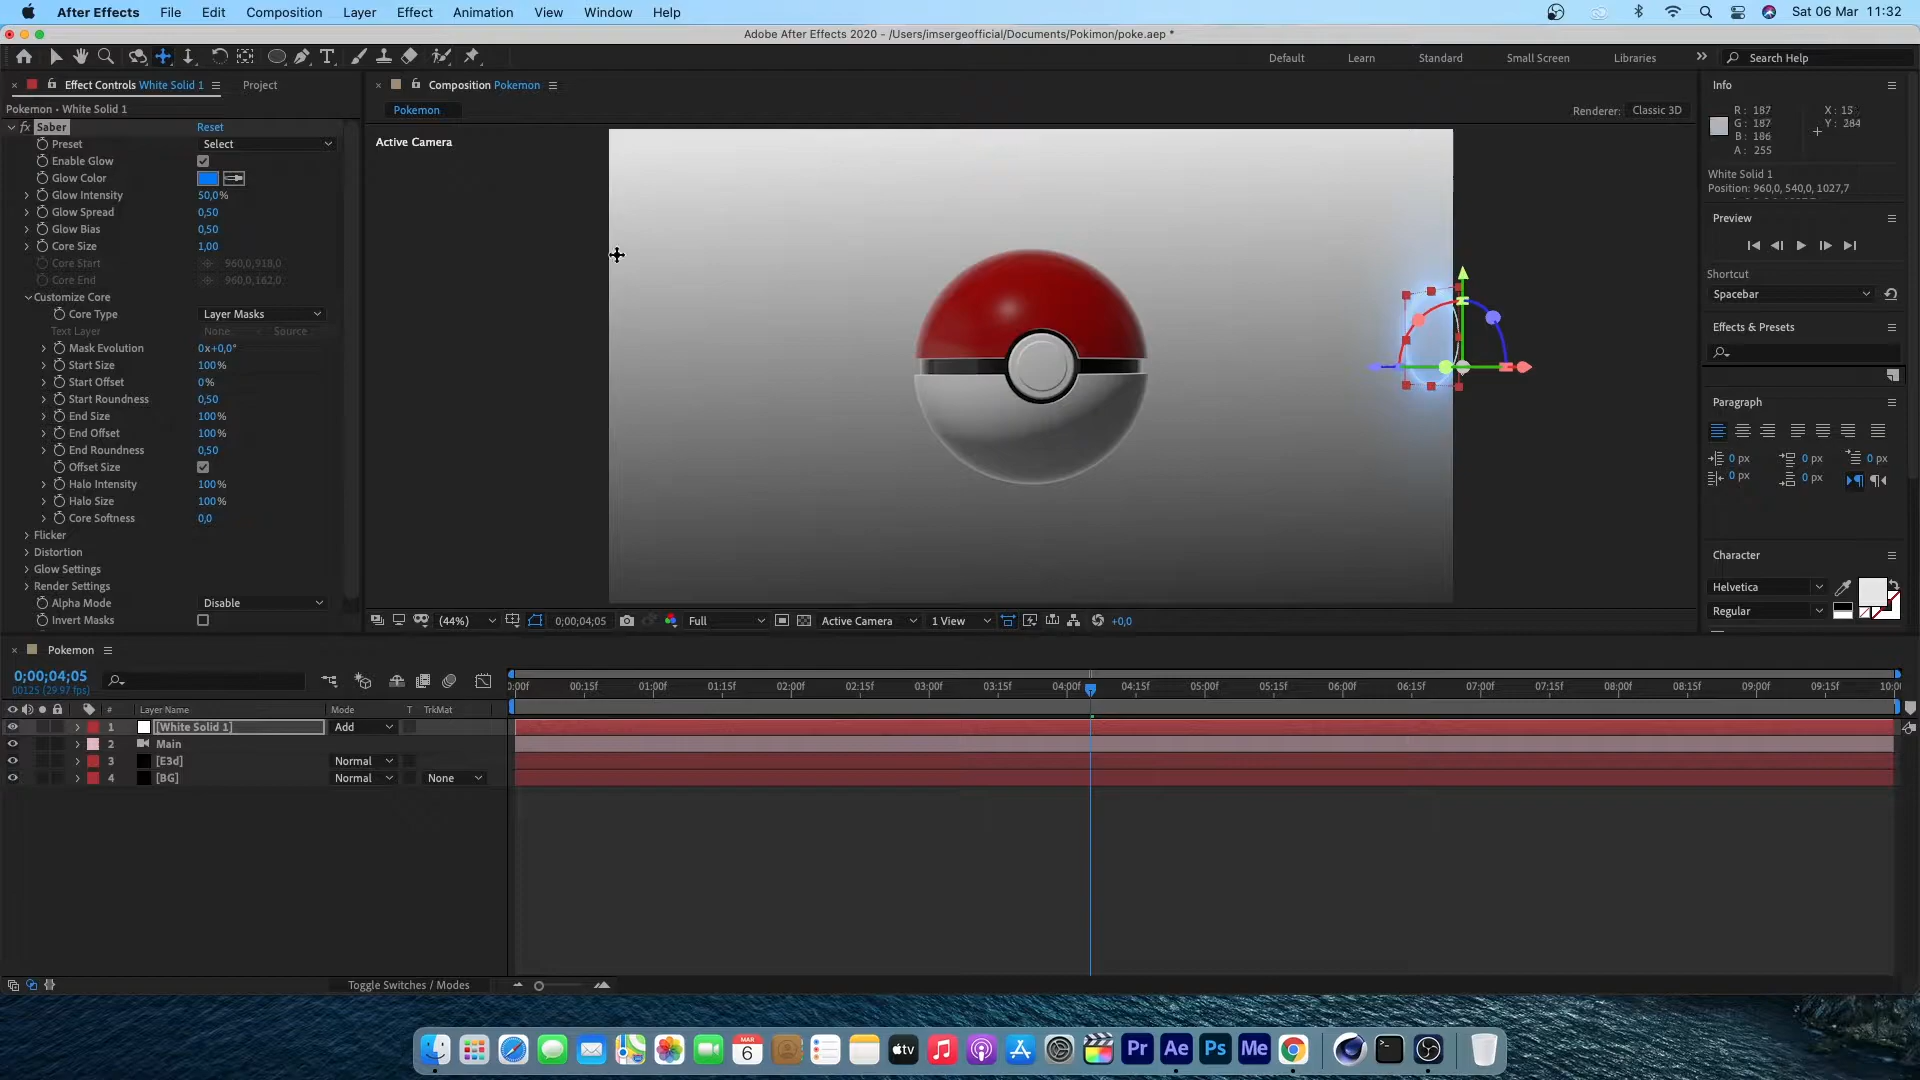 After Effects File Edit Composition Layer Effect Animation View Window Help Sat 06 Mar 11:32
Adobe After Effects 2020 - /Users/imsergeofficial/Documents/Pokimon/poke.aep *
Default Learn Standard Small Screen Libraries Search Help
Effect Controls White Solid 1 Project
Composition Pokemon
Info
Pokemon • White Solid 1
Pokemon
Renderer: Classic 3D
R: 187
G: 187
B: 186
A: 255
Y: 284
fx Saber Reset
Active Camera
Preset Select
Enable Glow
Glow Color
White Solid 1
Position: 960,0, 540,0, 1027,7
Glow Intensity 50,0%
Glow Spread 0,50
Preview
Glow Bias 0,50
Core Size 1,00
Core Start 960,0,918,0
Shortcut
Core End 960,0,162,0
Spacebar
Customize Core
Core Type Layer Masks
Effects & Presets
Text Layer None Source
Mask Evolution 0x+0,0°
Start Size 100%
Start Offset 0%
Start Roundness 0,50
Paragraph
End Size 100%
End Offset 100%
End Roundness 0,50
0 px 0 px 0 px
Offset Size
0 px 0 px
Halo Intensity 100%
Halo Size 100%
Core Softness 0,0
Flicker
Distortion
Character
Glow Settings
Render Settings
Helvetica
Alpha Mode Disable
Regular
Invert Masks
(44%) 0;00;04;05 Full Active Camera 1 View +0,0
Pokemon
0;00;04;05
00125 (29.97 fps)
:00f 00:15f 01:00f 01:15f 02:00f 02:15f 03:00f 03:15f 04:00f 04:15f 05:00f 05:15f 06:00f 06:15f 07:00f 07:15f 08:00f 08:15f 09:00f 09:15f 10:0
# Layer Name Mode T TrkMat
1 [White Solid 1] Add
2 Main
3 [E3d] Normal
4 [BG] Normal None
Toggle Switches / Modes
MAR
6
tv
Pr Ae Ps Me